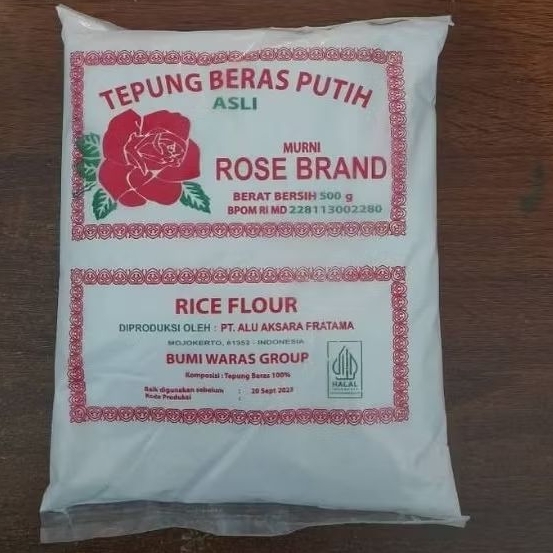 TEPUNG BERAS PUTIH
ASLI
MURNI
ROSE BRAND
BERAT BERSIH 500 g
BPOM RI MD 228113002280
RICE FLOUR
DIPRODUKSI OLEH : PT. ALU AKSARA FRATAMA
MOJOKERTO, 61352 - INDONESIA
BUMI WARAS GROUP
Komposisi : Tepung Beras 100%
Baik digunakan sebelum : 20 Sept
Kode Produksi :
HALAL